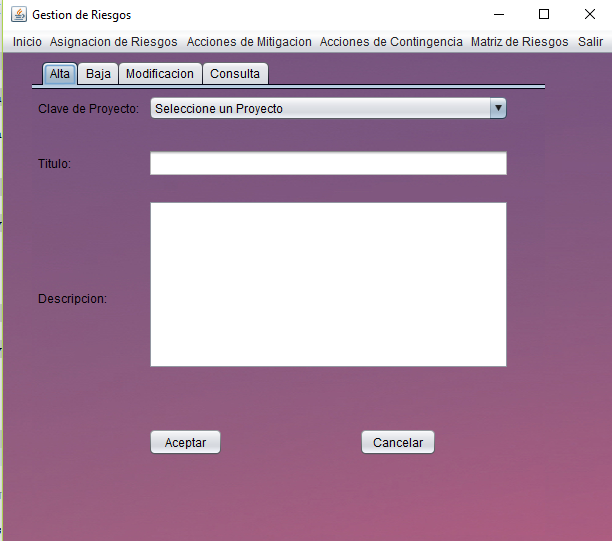 Gestion de Riesgos
Inicio Asignacion de Riesgos Acciones de Mitigacion Acciones de Contingencia Matriz de Riesgos Salir
Alta Baja Modificacion Consulta
Clave de Proyecto: Seleccione un Proyecto
Titulo:
Descripcion:
Aceptar Cancelar